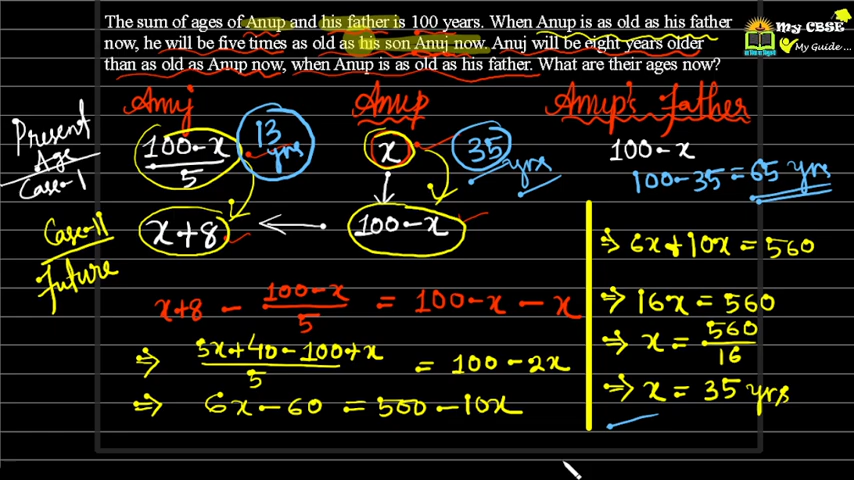 The sum of ages of Anup and his father is 100 years. When Anup is as old as his father
now, he will be five times as old as his son Anuj now. Anuj will be eight years older
than as old as Anup now, when Anup is as old as his father. What are their ages now?
My CBSE
My Guide ...
Anuj Anup Anup's Father
Present Age Case-I
100-x/5 13 yrs x 35 yrs 100-x
100-35=65 yrs
Case-II Future
x+8 ← 100-x
x+8 - 100-x/5 = 100-x-x
⇒ 5x+40-100+x/5 = 100-2x
⇒ 6x-60 = 500-10x
⇒ 6x+10x=560
⇒ 16x=560
⇒ x = 560/16
⇒ x = 35 yrs